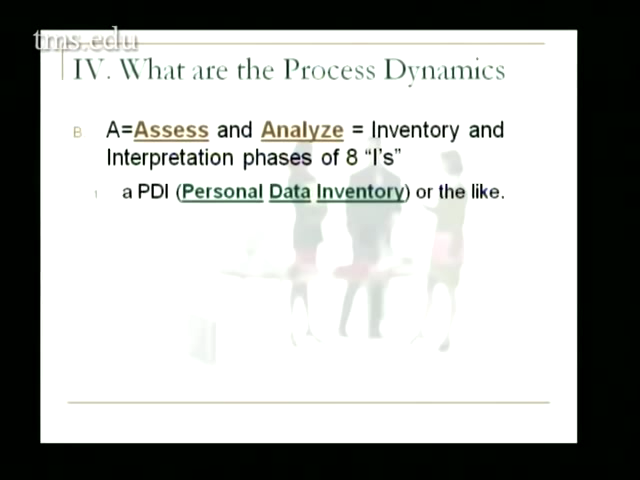 tms.edu
IV. What are the Process Dynamics
B A=Assess and Analyze = Inventory and
Interpretation phases of 8 “I's”
1 a PDI (Personal Data Inventory) or the like.